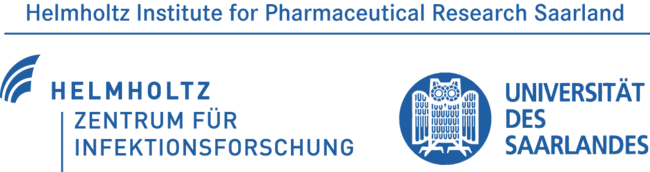 Helmholtz Institute for Pharmaceutical Research Saarland
HELMHOLTZ
ZENTRUM FÜR
INFEKTIONSFORSCHUNG
UNIVERSITÄT
DES
SAARLANDES